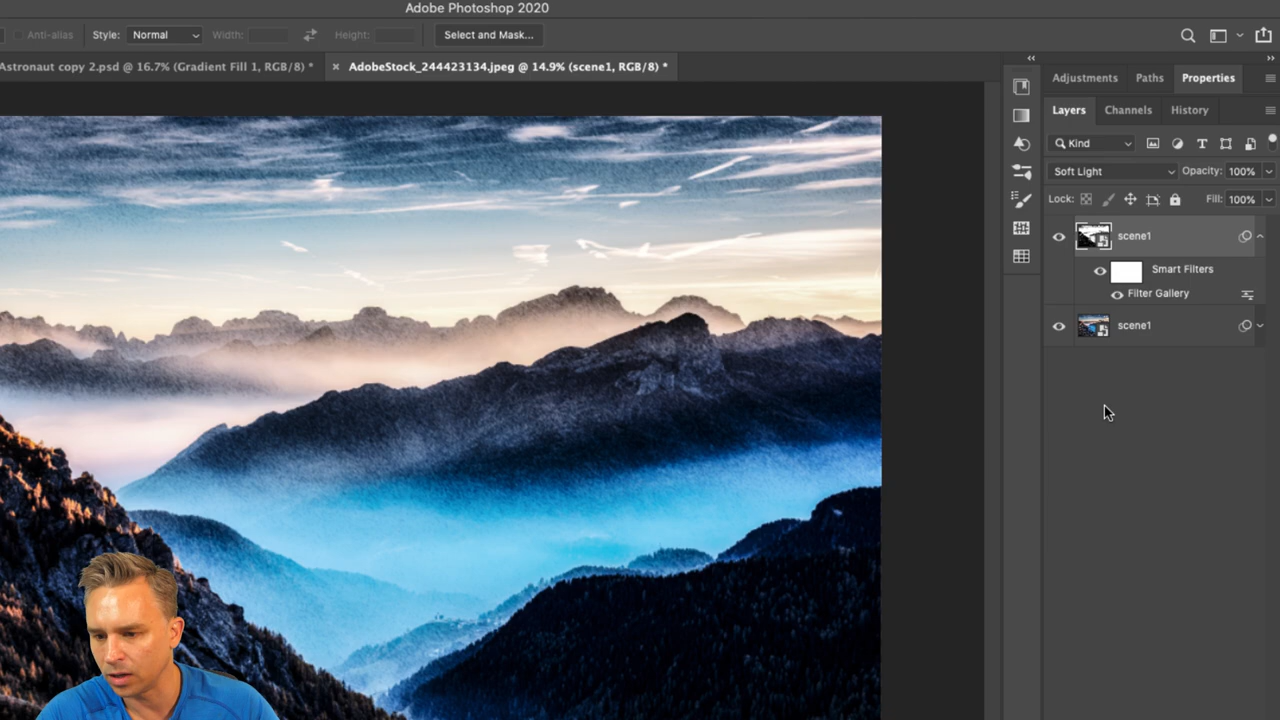 Adobe Photoshop 2020
Anti-alias Style: Normal Width: Height: Select and Mask...
Astronaut copy 2.psd @ 16.7% (Gradient Fill 1, RGB/8) * × AdobeStock_244423134.jpeg @ 14.9% (scene1, RGB/8) *
Adjustments Paths Properties
Layers Channels History
Kind
Soft Light Opacity: 100%
Lock: Fill: 100%
scene1
Smart Filters
Filter Gallery
scene1